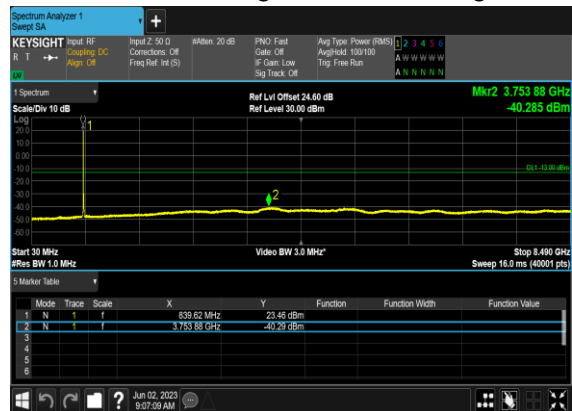 Spectrum Analyzer 1
Swept SA
+
KEYSIGHT
R T
LW
Input: RF
Coupling: DC
Align: Off
Input Z: 50 Ω
Corrections: Off
Freq Ref: Int (S)
#Atten: 20 dB
PNO: Fast
Gate: Off
IF Gain: Low
Sig Track: Off
Avg Type: Power (RMS)
Avg|Hold: 100/100
Trig: Free Run
1 2 3 4 5 6
A W W W W W
A N N N N N
1 Spectrum
Scale/Div 10 dB
Ref Lvl Offset 24.60 dB
Ref Level 30.00 dBm
Mkr2 3.753 88 GHz
-40.285 dBm
Log
20.0
10.0
0.00
-10.0
-20.0
-30.0
-40.0
-50.0
-60.0
1
2
DL1 -13.00 dBm
Start 30 MHz
#Res BW 1.0 MHz
Video BW 3.0 MHz*
Stop 8.490 GHz
Sweep 16.0 ms (40001 pts)
5 Marker Table
Mode Trace Scale X Y Function Function Width Function Value
1 N 1 f 839.62 MHz 23.46 dBm
2 N 1 f 3.753 88 GHz -40.29 dBm
3
4
5
6
?
Jun 02, 2023
9:07:09 AM